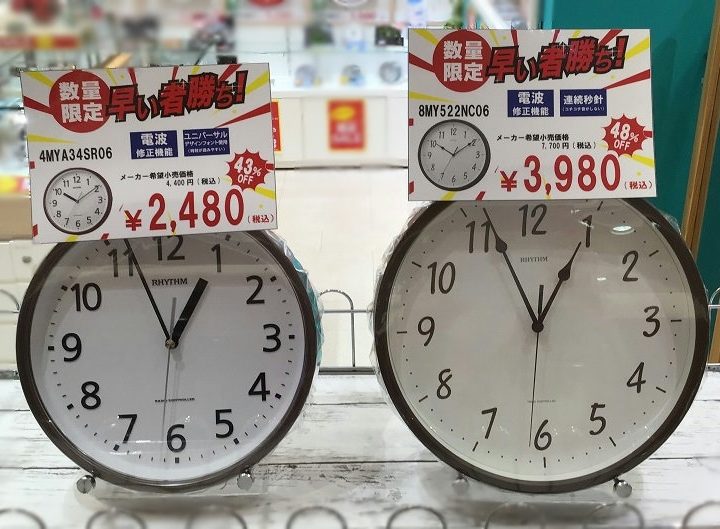 数量限定 早い者勝ち!
4MYA34SR06
電波修正機能
ユニバーサルデザインフォント使用
(時刻が読みやすい)
メーカー希望小売価格
4,400円(税込)
43% OFF
¥2,480(税込)
数量限定 早い者勝ち!
8MY522NC06
電波修正機能
連続秒針
(コチコチ音がしない)
メーカー希望小売価格
7,700円(税込)
48% OFF
¥3,980(税込)
11 12 1
10 2
9 3
8 4
7 6 5
RHYTHM
RADIO CONTROLLED
11 12 1
10 2
9 3
8 4
7 6 5
RHYTHM
RADIO CONTROLLED